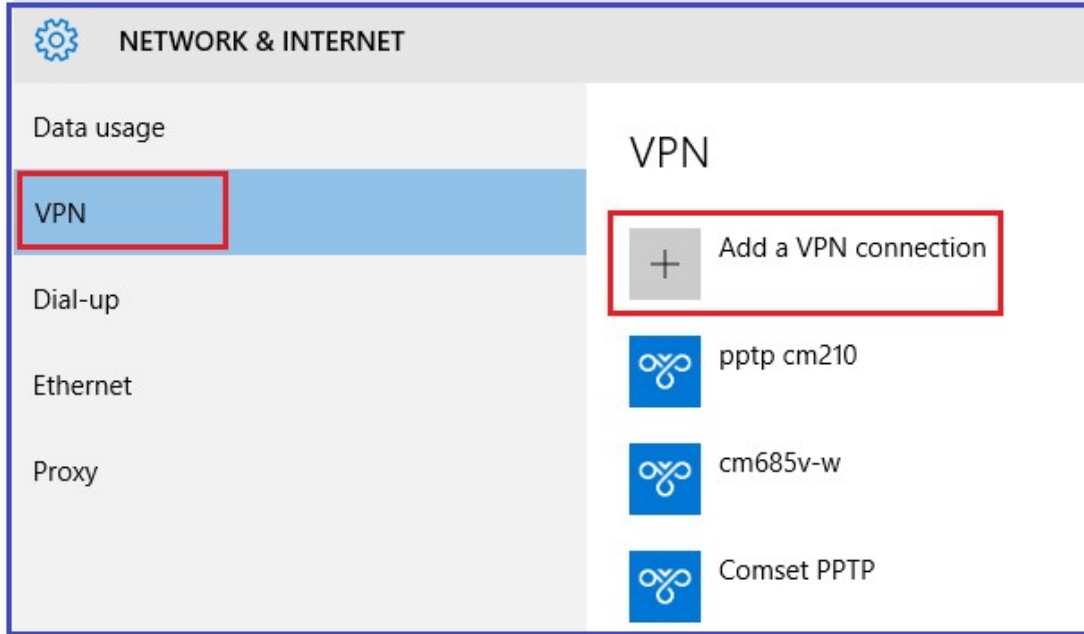 NETWORK & INTERNET
Data usage
VPN
Dial-up
Ethernet
Proxy
VPN
Add a VPN connection
pptp cm210
cm685v-w
Comset PPTP